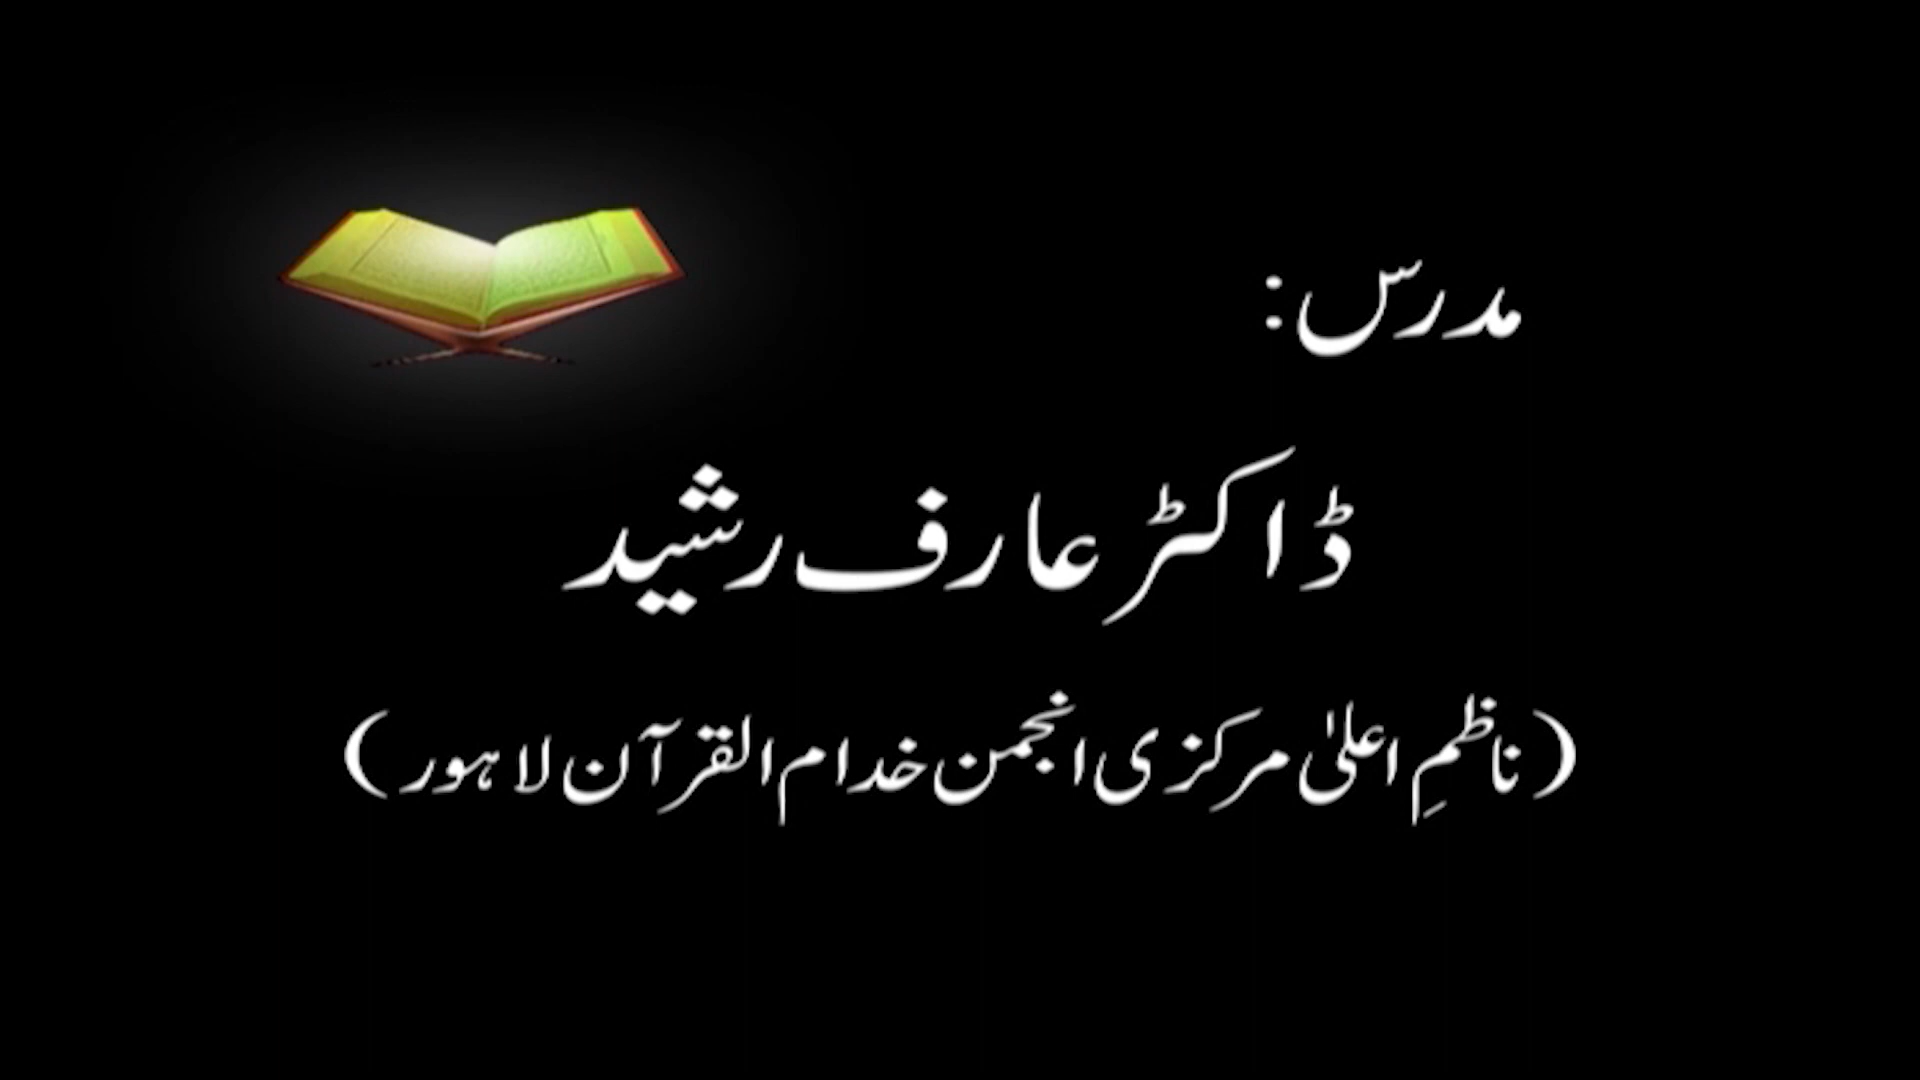 مدرس:
ڈاکٹر عارف رشید
(ناظمِ اعلیٰ مرکزی انجمن خدام القرآن لاہور)